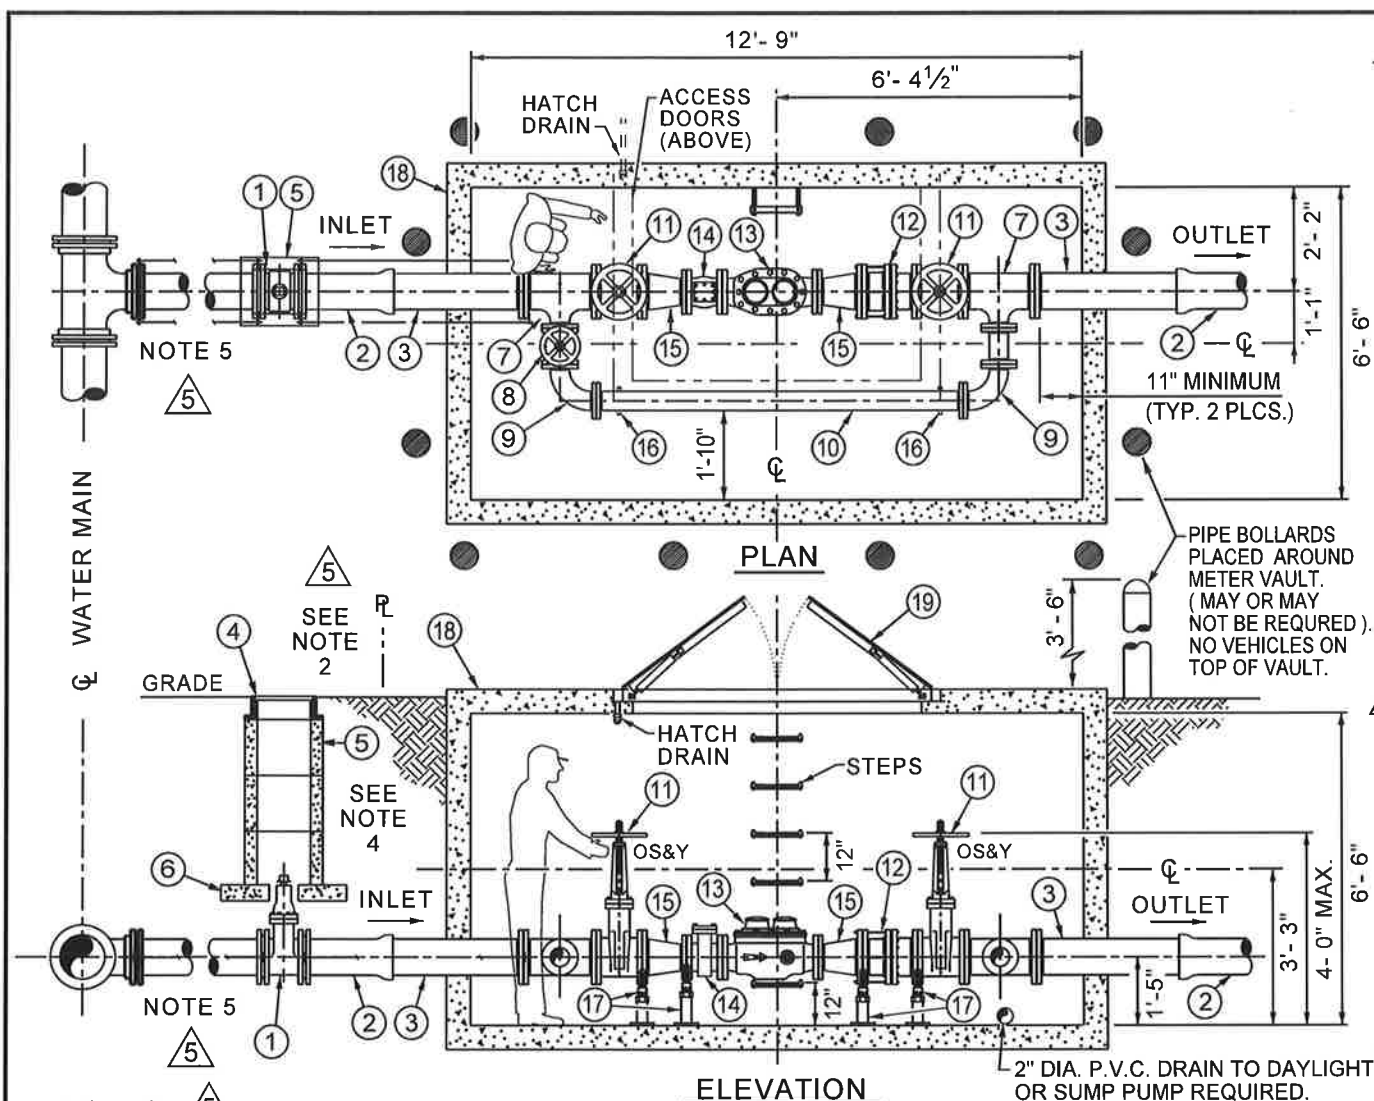 12'- 9"
6'- 4 1/2"
HATCH
DRAIN
ACCESS
DOORS
(ABOVE)
18
1
5
INLET
11
14
13
12
11
7
3
OUTLET
2'- 2"
1'-1"
6'- 6"
NOTE 5
5
2
3
7
8
9
15
15
16
10
16
9
2
℄
11" MINIMUM
(TYP. 2 PLCS.)
1'-10"
℄
℄ WATER MAIN
PLAN
PIPE BOLLARDS
PLACED AROUND
METER VAULT.
( MAY OR MAY
NOT BE REQURED ).
NO VEHICLES ON
TOP OF VAULT.
3' - 6"
5
SEE
NOTE
2
PL
4
18
19
GRADE
HATCH
DRAIN
STEPS
5
SEE
NOTE
4
11
11
OS&Y
OS&Y
12"
6
INLET
13
15
15
12
3
℄
OUTLET
3'- 3"
4- 0" MAX.
6'- 6"
1'-5"
NOTE 5
5
1
2
3
17
14
12"
17
2
2" DIA. P.V.C. DRAIN TO DAYLIGHT
OR SUMP PUMP REQUIRED.
ELEVATION